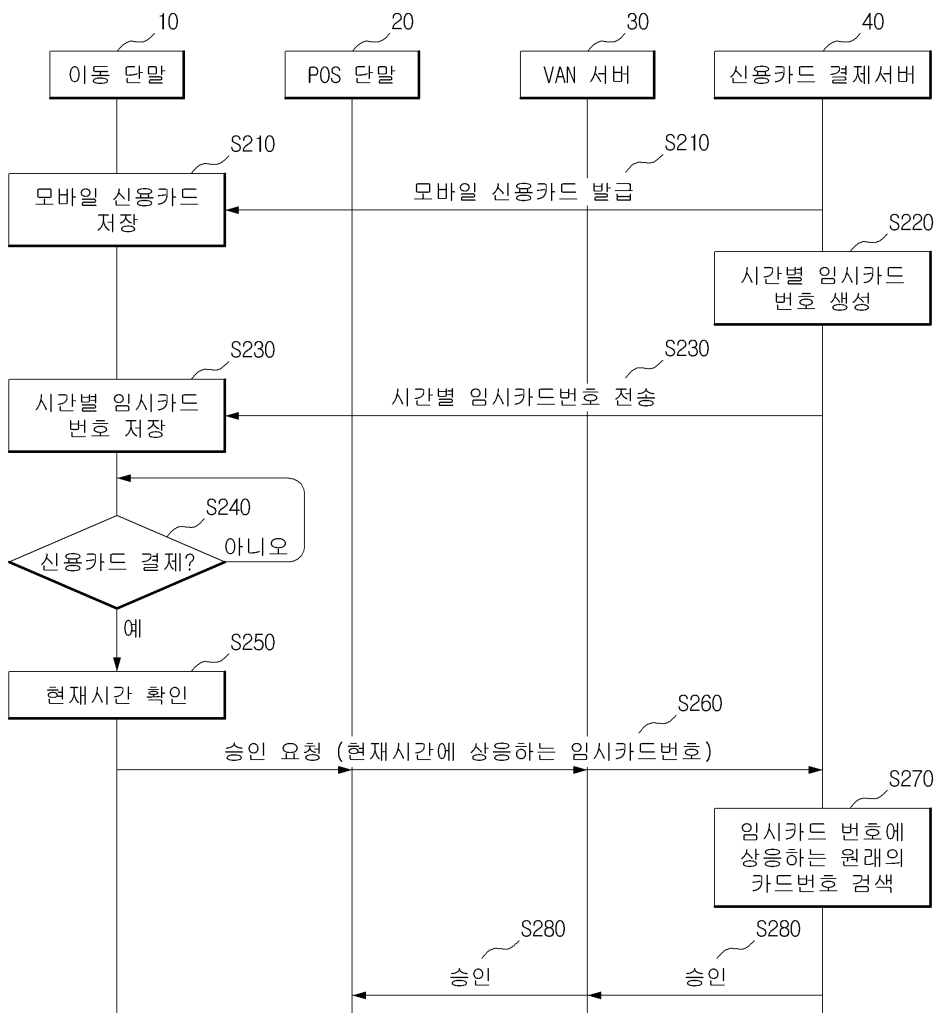 10
20
30
40
이동 단말
POS 단말
VAN 서버
신용카드 결제서버
S210
S210
모바일 신용카드
저장
모바일 신용카드 발급
S220
시간별 임시카드
번호 생성
S230
S230
시간별 임시카드
번호 저장
시간별 임시카드번호 전송
S240
신용카드 결제?
아니오
예
S250
현재시간 확인
S260
승인 요청 (현재시간에 상응하는 임시카드번호)
S270
임시카드 번호에
상응하는 원래의
카드번호 검색
S280
S280
승인
승인